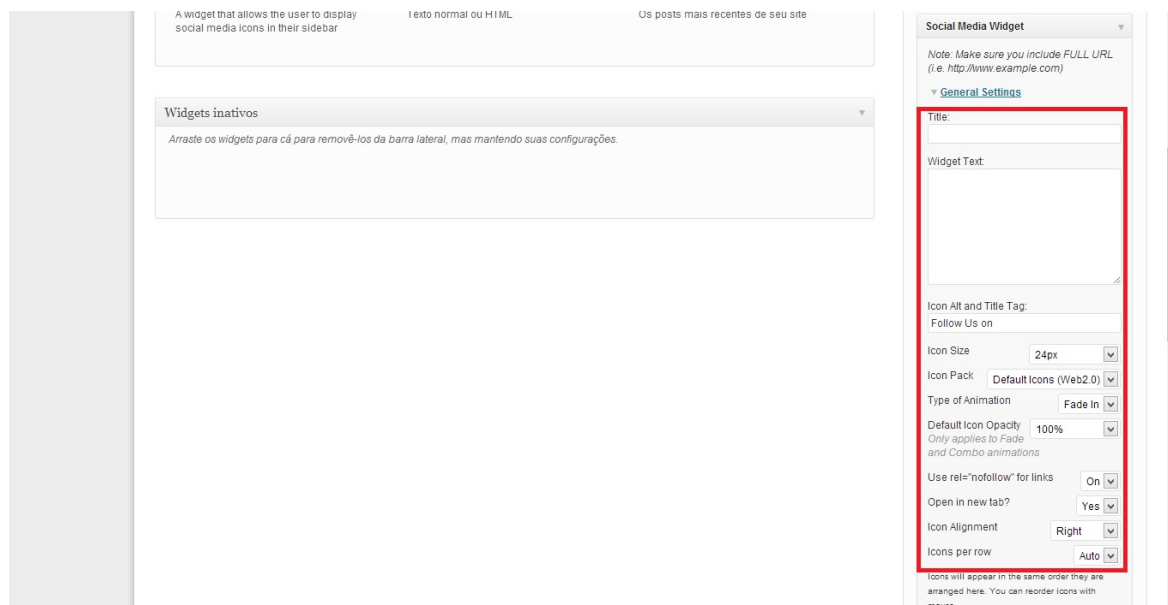 A widget that allows the user to display
social media icons in their sidebar
Texto normal ou HTML
Os posts mais recentes de seu site
Widgets inativos
Arraste os widgets para cá para removê-los da barra lateral, mas mantendo suas configurações.
Social Media Widget
Note: Make sure you include FULL URL
(i.e. http://www.example.com)
General Settings
Title:
Widget Text:
Icon Alt and Title Tag:
Follow Us on
Icon Size 24px
Icon Pack Default Icons (Web2.0)
Type of Animation Fade In
Default Icon Opacity 100%
Only applies to Fade
and Combo animations
Use rel="nofollow" for links On
Open in new tab? Yes
Icon Alignment Right
Icons per row Auto
Icons will appear in the same order they are
arranged here. You can reorder icons with